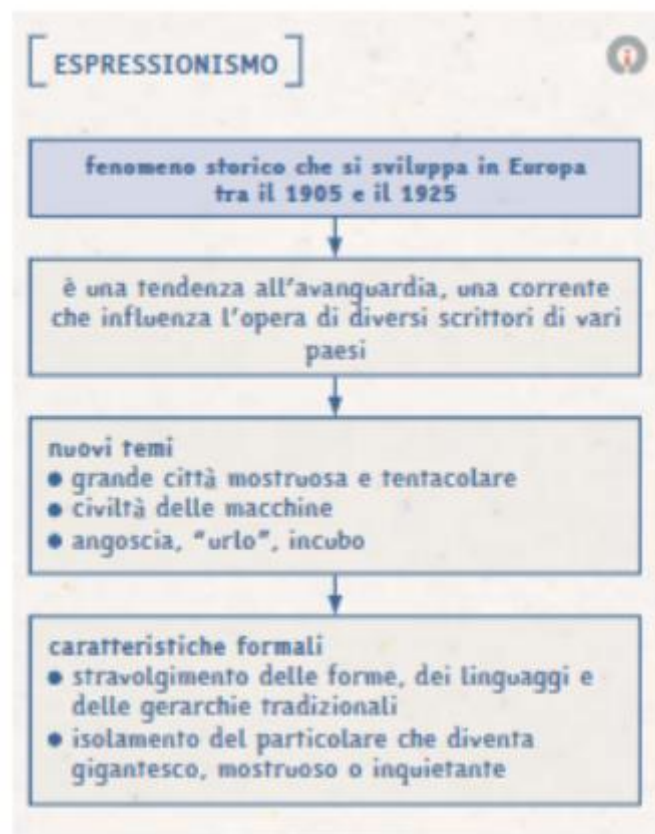 ESPRESSIONISMO
fenomeno storico che si sviluppa in Europa
tra il 1905 e il 1925
è una tendenza all'avanguardia, una corrente
che influenza l'opera di diversi scrittori di vari
paesi
nuovi temi
● grande città mostruosa e tentacolare
● civiltà delle macchine
● angoscia, "urlo", incubo
caratteristiche formali
● stravolgimento delle forme, dei linguaggi e
delle gerarchie tradizionali
● isolamento del particolare che diventa
gigantesco, mostruoso o inquietante